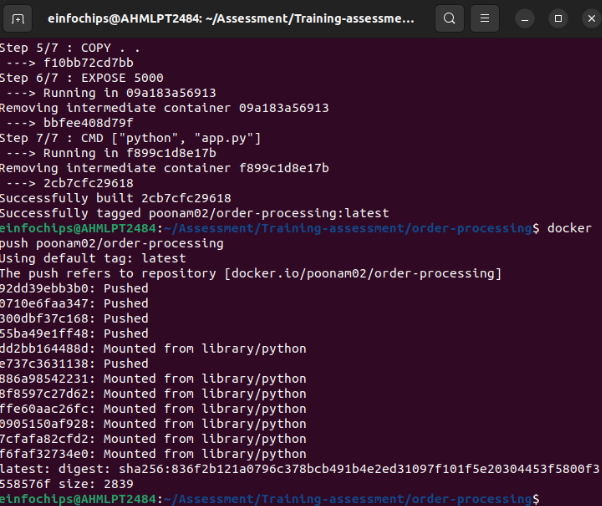 einfochips@AHMLPT2484: ~/Assessment/Training-assessme...
Step 5/7 : COPY . .
 ---> f10bb72cd7bb
Step 6/7 : EXPOSE 5000
 ---> Running in 09a183a56913
Removing intermediate container 09a183a56913
 ---> bbfee408d79f
Step 7/7 : CMD ["python", "app.py"]
 ---> Running in f899c1d8e17b
Removing intermediate container f899c1d8e17b
 ---> 2cb7cfc29618
Successfully built 2cb7cfc29618
Successfully tagged poonam02/order-processing:latest
einfochips@AHMLPT2484:~/Assessment/Training-assessment/order-processing$ docker
push poonam02/order-processing
Using default tag: latest
The push refers to repository [docker.io/poonam02/order-processing]
92dd39ebb3b0: Pushed
0710e6faa347: Pushed
300dbf37c168: Pushed
55ba49e1ff48: Pushed
dd2bb164488d: Mounted from library/python
e737c3631138: Pushed
886a98542231: Mounted from library/python
8f8597c27d62: Mounted from library/python
ffe60aac26fc: Mounted from library/python
0905150af928: Mounted from library/python
7cfafa82cfd2: Mounted from library/python
f6faf32734e0: Mounted from library/python
latest: digest: sha256:836f2b121a0796c378bcb491b4e2ed31097f101f5e20304453f5800f3
558576f size: 2839
einfochips@AHMLPT2484:~/Assessment/Training-assessment/order-processing$